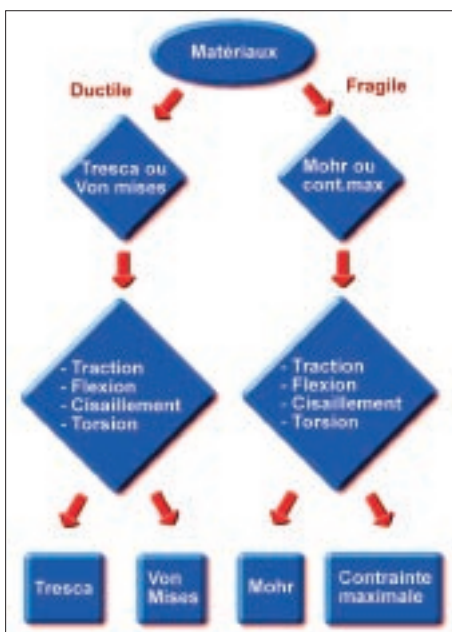 Matériaux
Ductile
Fragile
Tresca ou
Von mises
Mohr ou
cont.max
- Traction
- Flexion
- Cisaillement
- Torsion
- Traction
- Flexion
- Cisaillement
- Torsion
Tresca
Von
Mises
Mohr
Contrainte
maximale